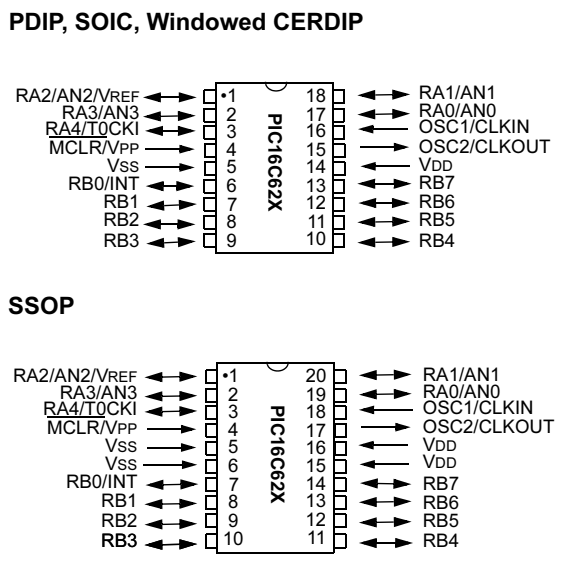 PDIP, SOIC, Windowed CERDIP
RA2/AN2/VREF •1 18 RA1/AN1
RA3/AN3 2 17 RA0/AN0
RA4/T0CKI 3 16 OSC1/CLKIN
MCLR/VPP 4 15 OSC2/CLKOUT
VSS 5 14 VDD
RB0/INT 6 13 RB7
RB1 7 12 RB6
RB2 8 11 RB5
RB3 9 10 RB4
PIC16C62X
SSOP
RA2/AN2/VREF •1 20 RA1/AN1
RA3/AN3 2 19 RA0/AN0
RA4/T0CKI 3 18 OSC1/CLKIN
MCLR/VPP 4 17 OSC2/CLKOUT
VSS 5 16 VDD
VSS 6 15 VDD
RB0/INT 7 14 RB7
RB1 8 13 RB6
RB2 9 12 RB5
RB3 10 11 RB4
PIC16C62X